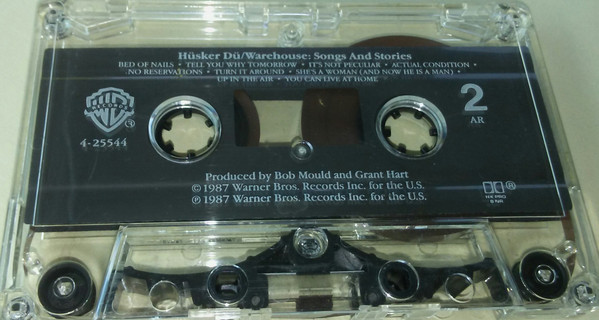 Hüsker Dü/Warehouse: Songs And Stories
BED OF NAILS • TELL YOU WHY TOMORROW • IT'S NOT PECULIAR • ACTUAL CONDITION •
NO RESERVATIONS • TURN IT AROUND • SHE'S A WOMAN (AND NOW HE IS A MAN) •
UP IN THE AIR • YOU CAN LIVE AT HOME
2
AR
4-25544
Produced by Bob Mould and Grant Hart
© 1987 Warner Bros. Records Inc. for the U.S.
℗ 1987 Warner Bros. Records Inc. for the U.S.